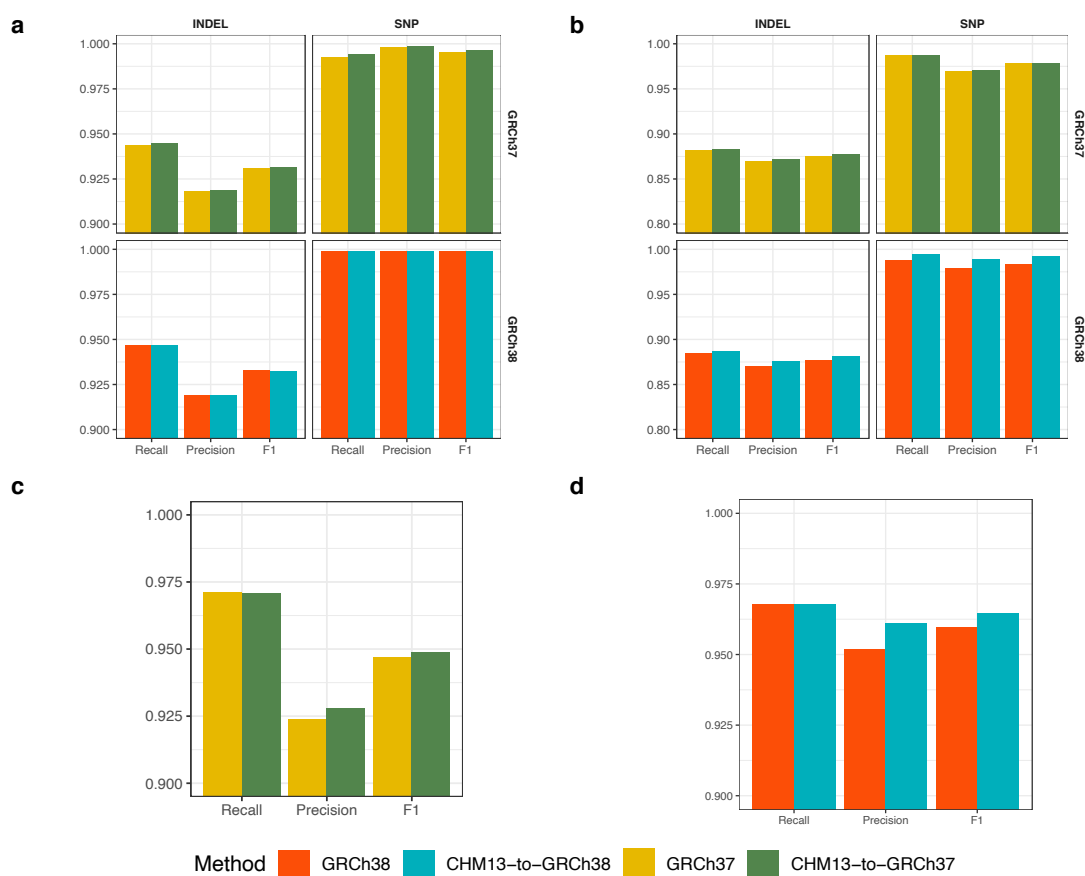 a
INDEL SNP
1.000
0.975
0.950
0.925
0.900
GRCh37
1.000
0.975
0.950
0.925
0.900
GRCh38
Recall Precision F1 Recall Precision F1
b
INDEL SNP
1.00
0.95
0.90
0.85
0.80
GRCh37
1.00
0.95
0.90
0.85
0.80
GRCh38
Recall Precision F1 Recall Precision F1
c
1.000
0.975
0.950
0.925
0.900
Recall Precision F1
d
1.000
0.975
0.950
0.925
0.900
Recall Precision F1
Method GRCh38 CHM13−to−GRCh38 GRCh37 CHM13−to−GRCh37